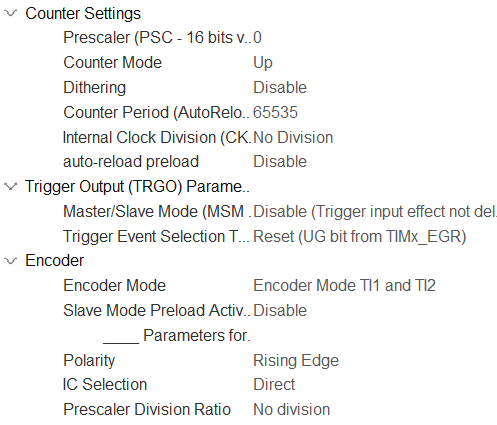 Counter Settings
Prescaler (PSC - 16 bits v..0
Counter Mode Up
Dithering Disable
Counter Period (AutoRelo.. 65535
Internal Clock Division (CK. No Division
auto-reload preload Disable
Trigger Output (TRGO) Parame..
Master/Slave Mode (MSM .. Disable (Trigger input effect not del.
Trigger Event Selection T... Reset (UG bit from TIMx_EGR)
Encoder
Encoder Mode Encoder Mode TI1 and TI2
Slave Mode Preload Activ.. Disable
____ Parameters for.
Polarity Rising Edge
IC Selection Direct
Prescaler Division Ratio No division